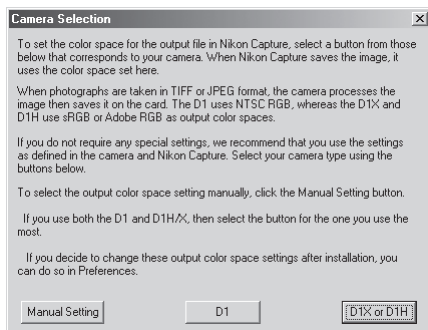 Camera Selection
To set the color space for the output file in Nikon Capture, select a button from those
below that corresponds to your camera. When Nikon Capture saves the image, it
uses the color space set here.
When photographs are taken in TIFF or JPEG format, the camera processes the
image then saves it on the card. The D1 uses NTSC RGB, whereas the D1X and
D1H use sRGB or Adobe RGB as output color spaces.
If you do not require any special settings, we recommend that you use the settings
as defined in the camera and Nikon Capture. Select your camera type using the
buttons below.
To select the output color space setting manually, click the Manual Setting button.
If you use both the D1 and D1H/X, then select the button for the one you use the
most.
If you decide to change these output color space settings after installation, you
can do so in Preferences.
Manual Setting
D1
D1X or D1H